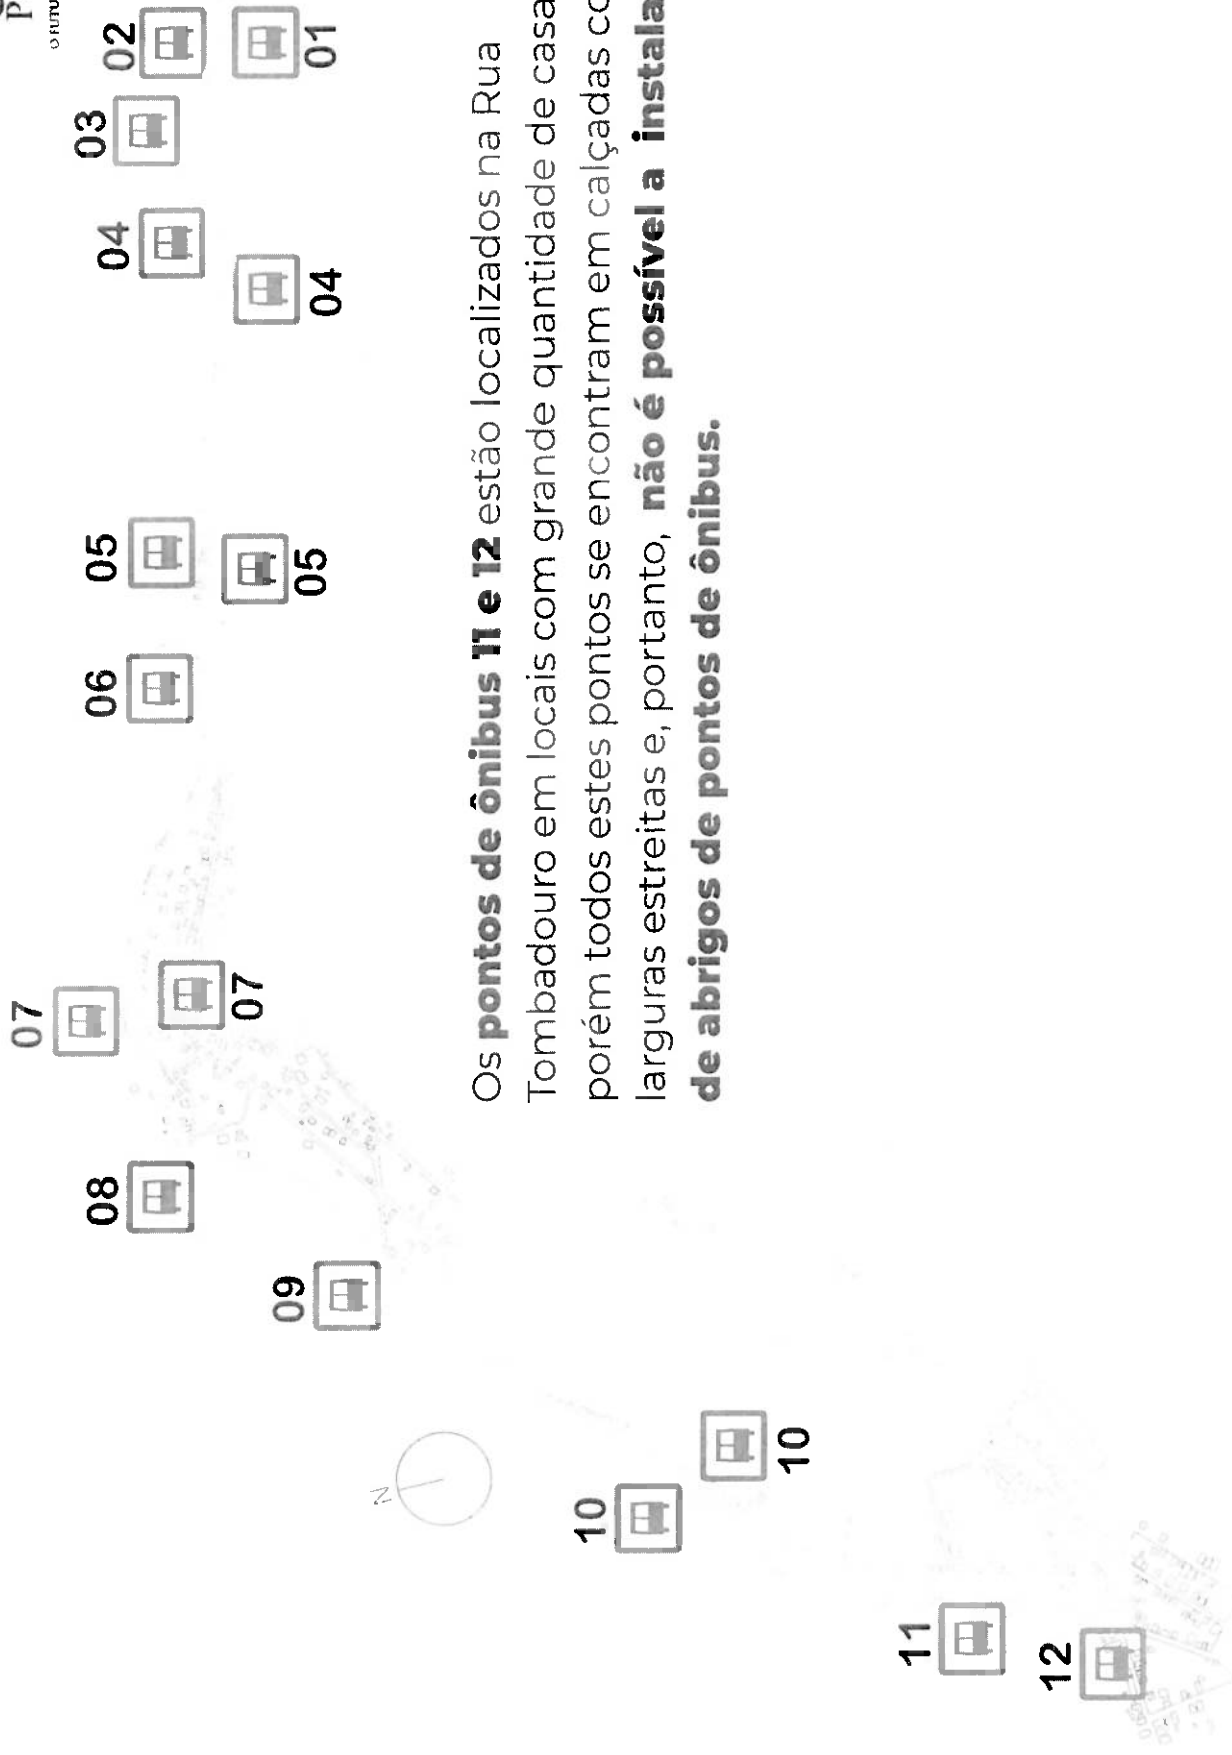 12
11
10
10
09
08
07
07
06
05
05
04
04
03
02
01
N
Os pontos de ônibus 11 e 12 estão localizados na Rua
Tombadouro em locais com grande quantidade de casa
porém todos estes pontos se encontram em calçadas co
larguras estreitas e, portanto, não é possível a instala
de abrigos de pontos de ônibus.